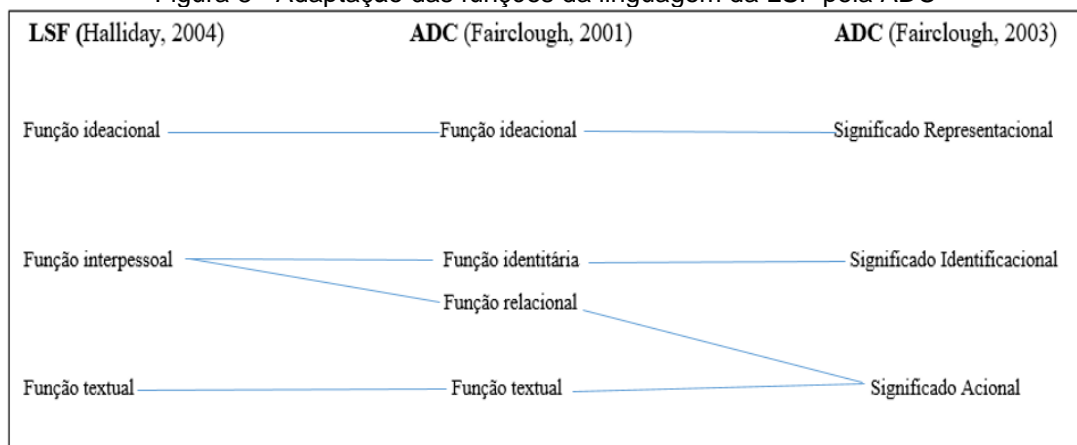 Figura 3 - Adaptação das funções da linguagem da LSF pela ADC
LSF (Halliday, 2004) ADC (Fairclough, 2001) ADC (Fairclough, 2003)
Função ideacional Função ideacional Significado Representacional
Função interpessoal Função identitária Significado Identificacional
Função relacional
Função textual Função textual Significado Acional